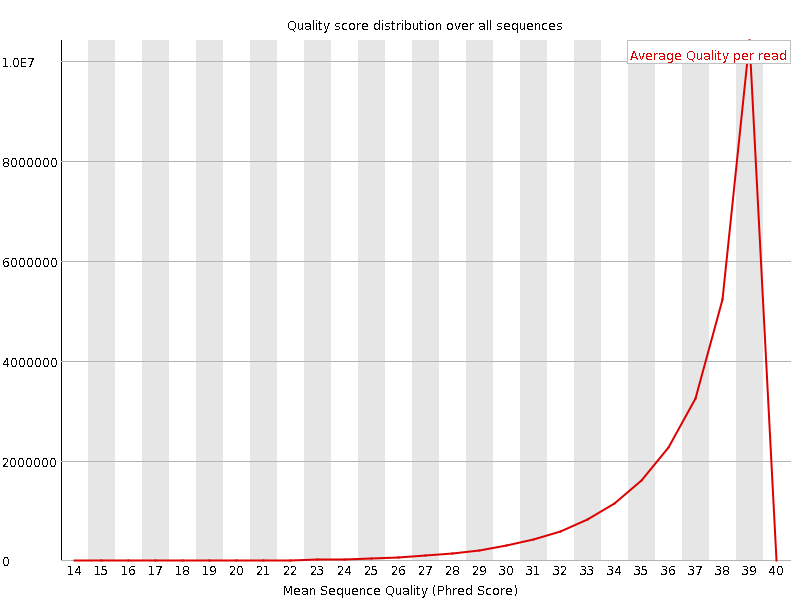 Quality score distribution over all sequences
Average Quality per read
1.0E7
8000000
6000000
4000000
2000000
0
14 15 16 17 18 19 20 21 22 23 24 25 26 27 28 29 30 31 32 33 34 35 36 37 38 39 40
Mean Sequence Quality (Phred Score)